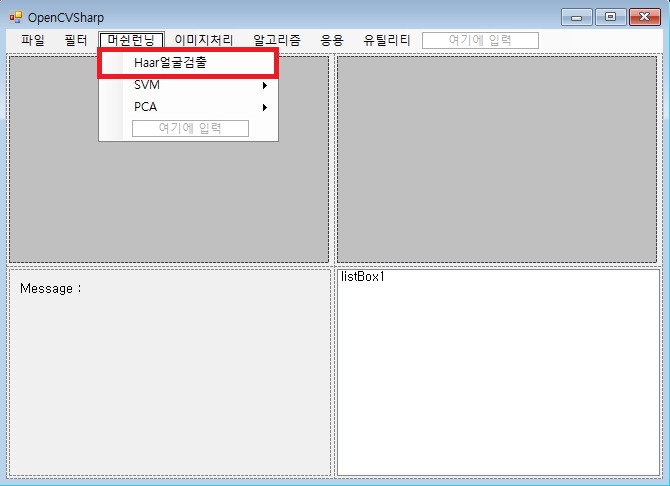 OpenCVSharp
파일 필터 머쉰런닝 이미지처리 알고리즘 응용 유틸리티 여기에 입력
Haar얼굴검출
SVM
PCA
여기에 입력
Message :
listBox1